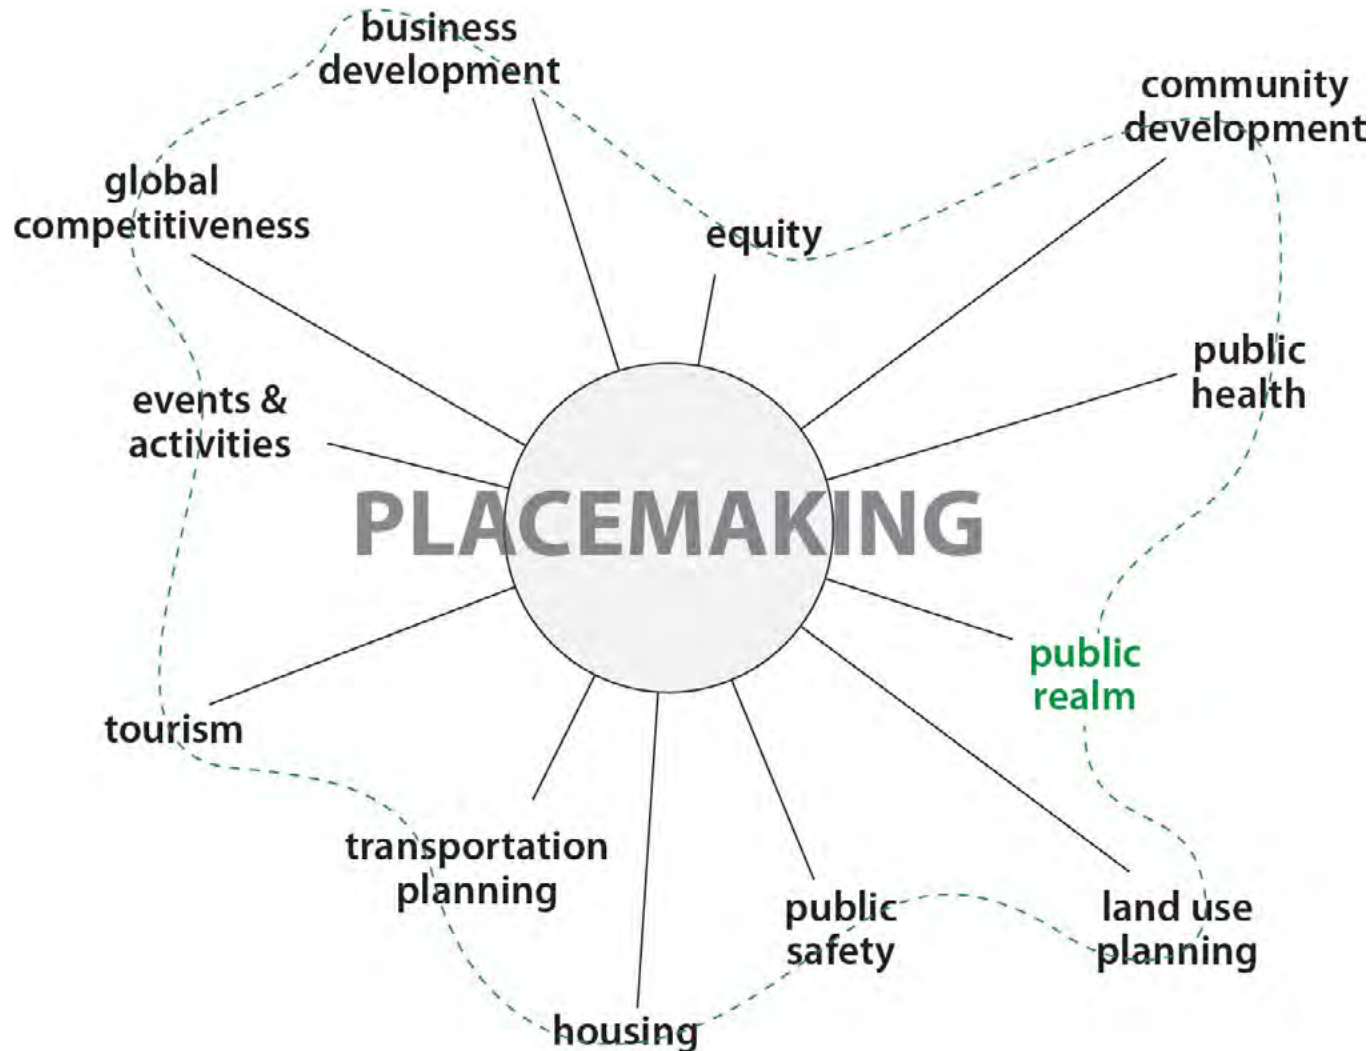 business
development
community
development
global
competitiveness
equity
public
health
events &
activities
PLACEMAKING
public
realm
tourism
transportation
planning
public
safety
land use
planning
housing